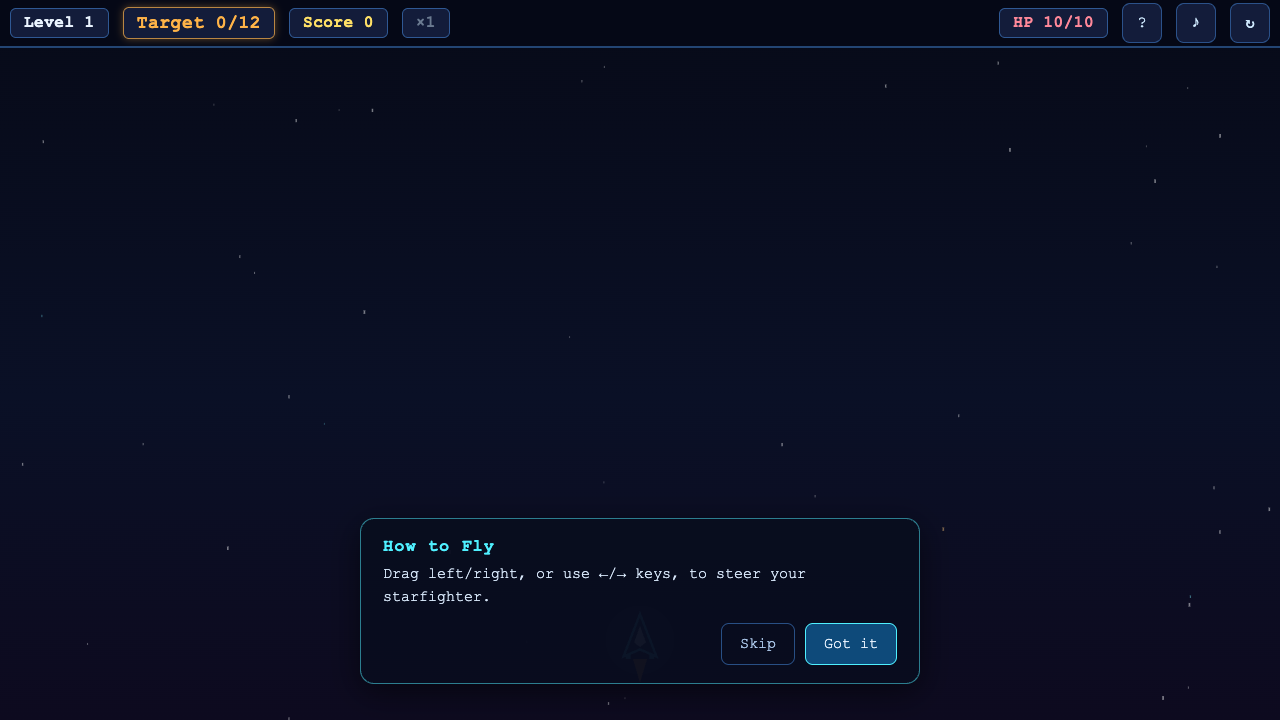 Level 1
Target 0/12
Score 0
×1
HP 10/10
?
♪
↻
How to Fly
Drag left/right, or use ←/→ keys, to steer your
starfighter.
Skip
Got it